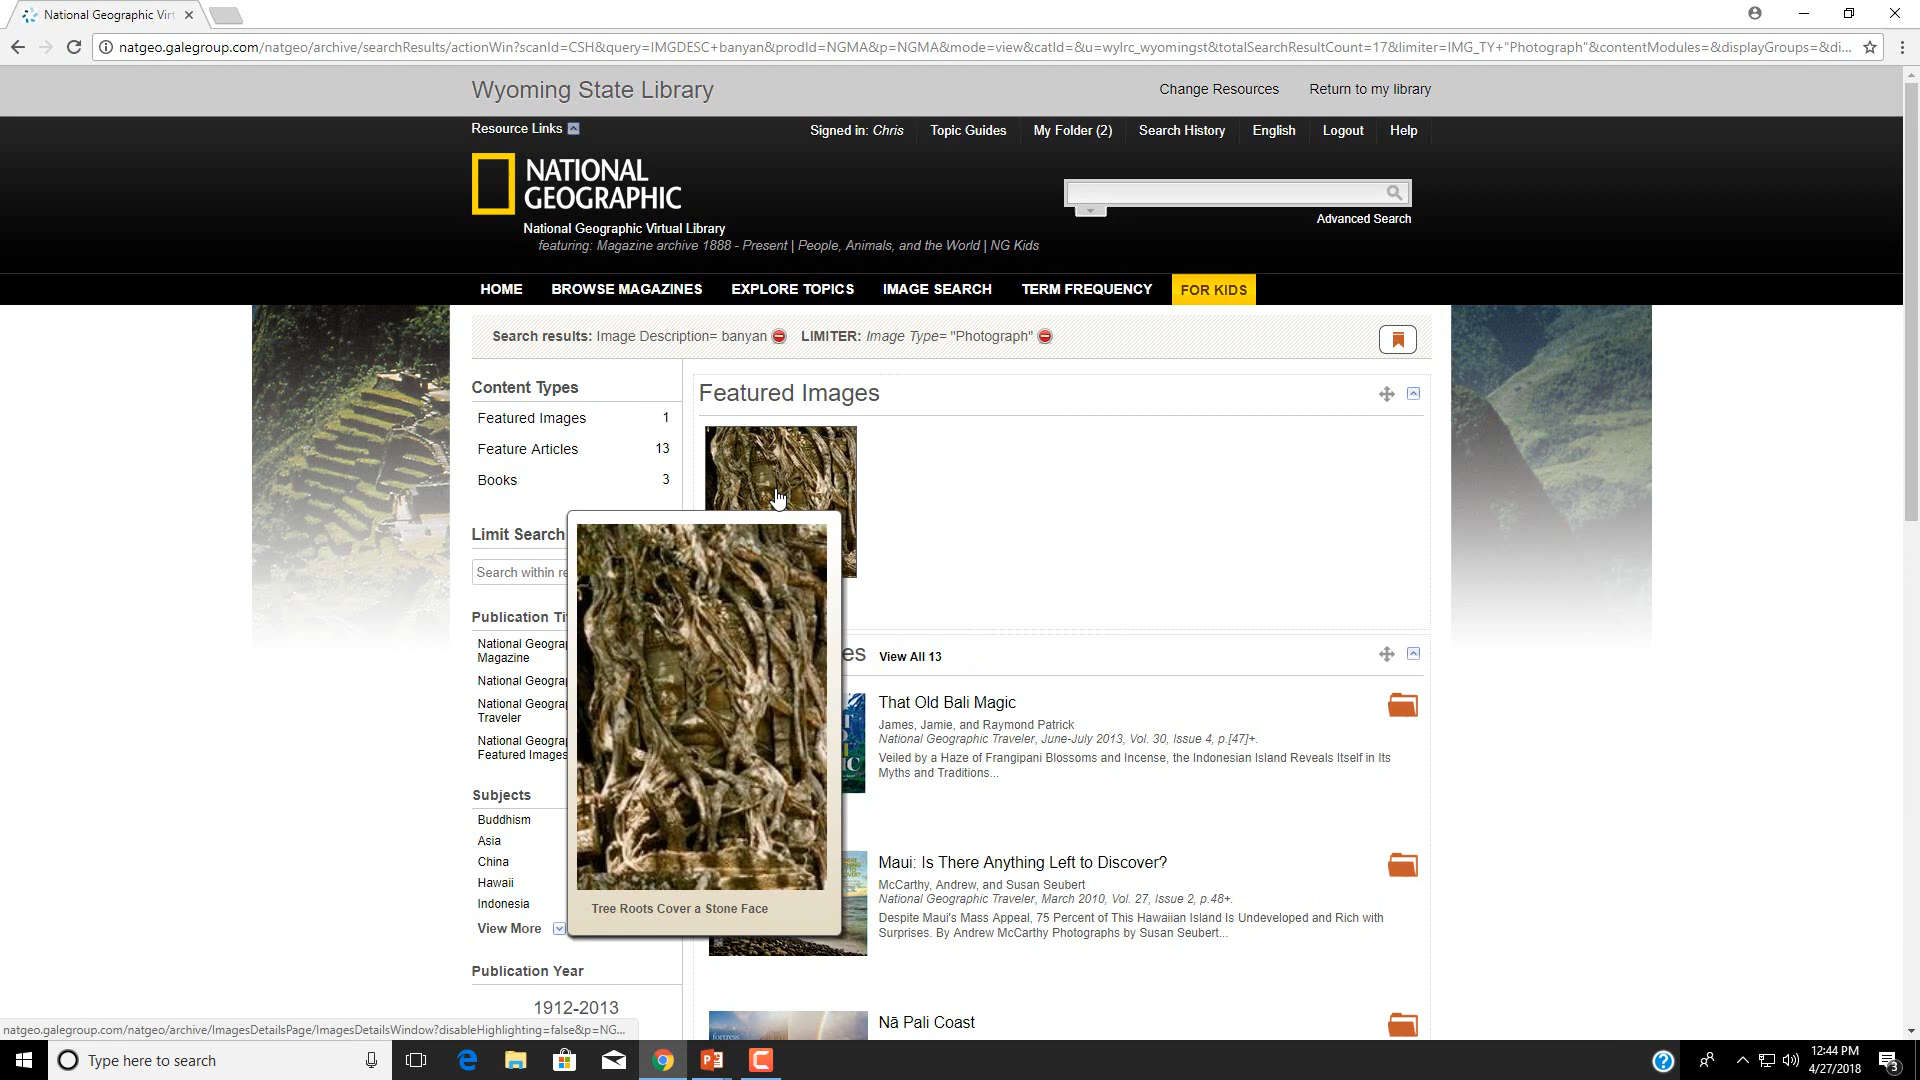 National Geographic Virt
natgeo.galegroup.com/natgeo/archive/searchResults/actionWin?scanId=CSH&query=IMGDESC+banyan&prodId=NGMA&p=NGMA&mode=view&catId=&u=wylrc_wyomingst&totalSearchResultCount=17&limiter=IMG_TY+"Photograph"&contentModules=&displayGroups=&di...
Wyoming State Library
Change Resources
Return to my library
Resource Links
Signed in: Chris
Topic Guides
My Folder (2)
Search History
English
Logout
Help
NATIONAL
GEOGRAPHIC
Advanced Search
National Geographic Virtual Library
featuring: Magazine archive 1888 - Present | People, Animals, and the World | NG Kids
HOME
BROWSE MAGAZINES
EXPLORE TOPICS
IMAGE SEARCH
TERM FREQUENCY
FOR KIDS
Search results: Image Description= banyan
LIMITER: Image Type= "Photograph"
Content Types
Featured Images 1
Feature Articles 13
Books 3
Limit Search
Search within re
Publication Ti
National Geogra
Magazine
National Geogra
National Geogra
Traveler
National Geogra
Featured Images
Subjects
Buddhism
Asia
China
Hawaii
Indonesia
View More
Publication Year
1912-2013
Featured Images
Tree Roots Cover a Stone Face
es View All 13
That Old Bali Magic
James, Jamie, and Raymond Patrick
National Geographic Traveler, June-July 2013, Vol. 30, Issue 4, p.[47]+.
Veiled by a Haze of Frangipani Blossoms and Incense, the Indonesian Island Reveals Itself in Its
Myths and Traditions...
Maui: Is There Anything Left to Discover?
McCarthy, Andrew, and Susan Seubert
National Geographic Traveler, March 2010, Vol. 27, Issue 2, p.48+.
Despite Maui's Mass Appeal, 75 Percent of This Hawaiian Island Is Undeveloped and Rich with
Surprises. By Andrew McCarthy Photographs by Susan Seubert...
Nā Pali Coast
natgeo.galegroup.com/natgeo/archive/ImagesDetailsPage/ImagesDetailsWindow?disableHighlighting=false&p=NG...
Type here to search
12:44 PM
4/27/2018
3